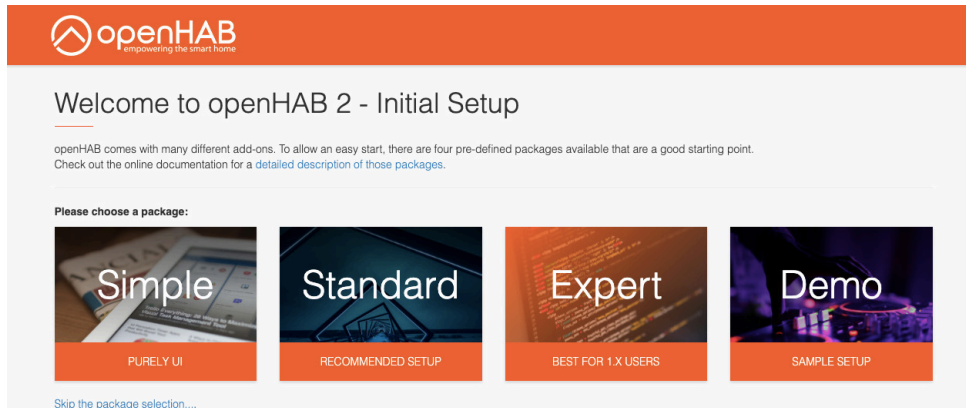 openHAB
empowering the smart home
Welcome to openHAB 2 - Initial Setup
openHAB comes with many different add-ons. To allow an easy start, there are four pre-defined packages available that are a good starting point.
Check out the online documentation for a detailed description of those packages.
Please choose a package:
Simple
PURELY UI
Standard
RECOMMENDED SETUP
Expert
BEST FOR 1.X USERS
Demo
SAMPLE SETUP
Skip the package selection....